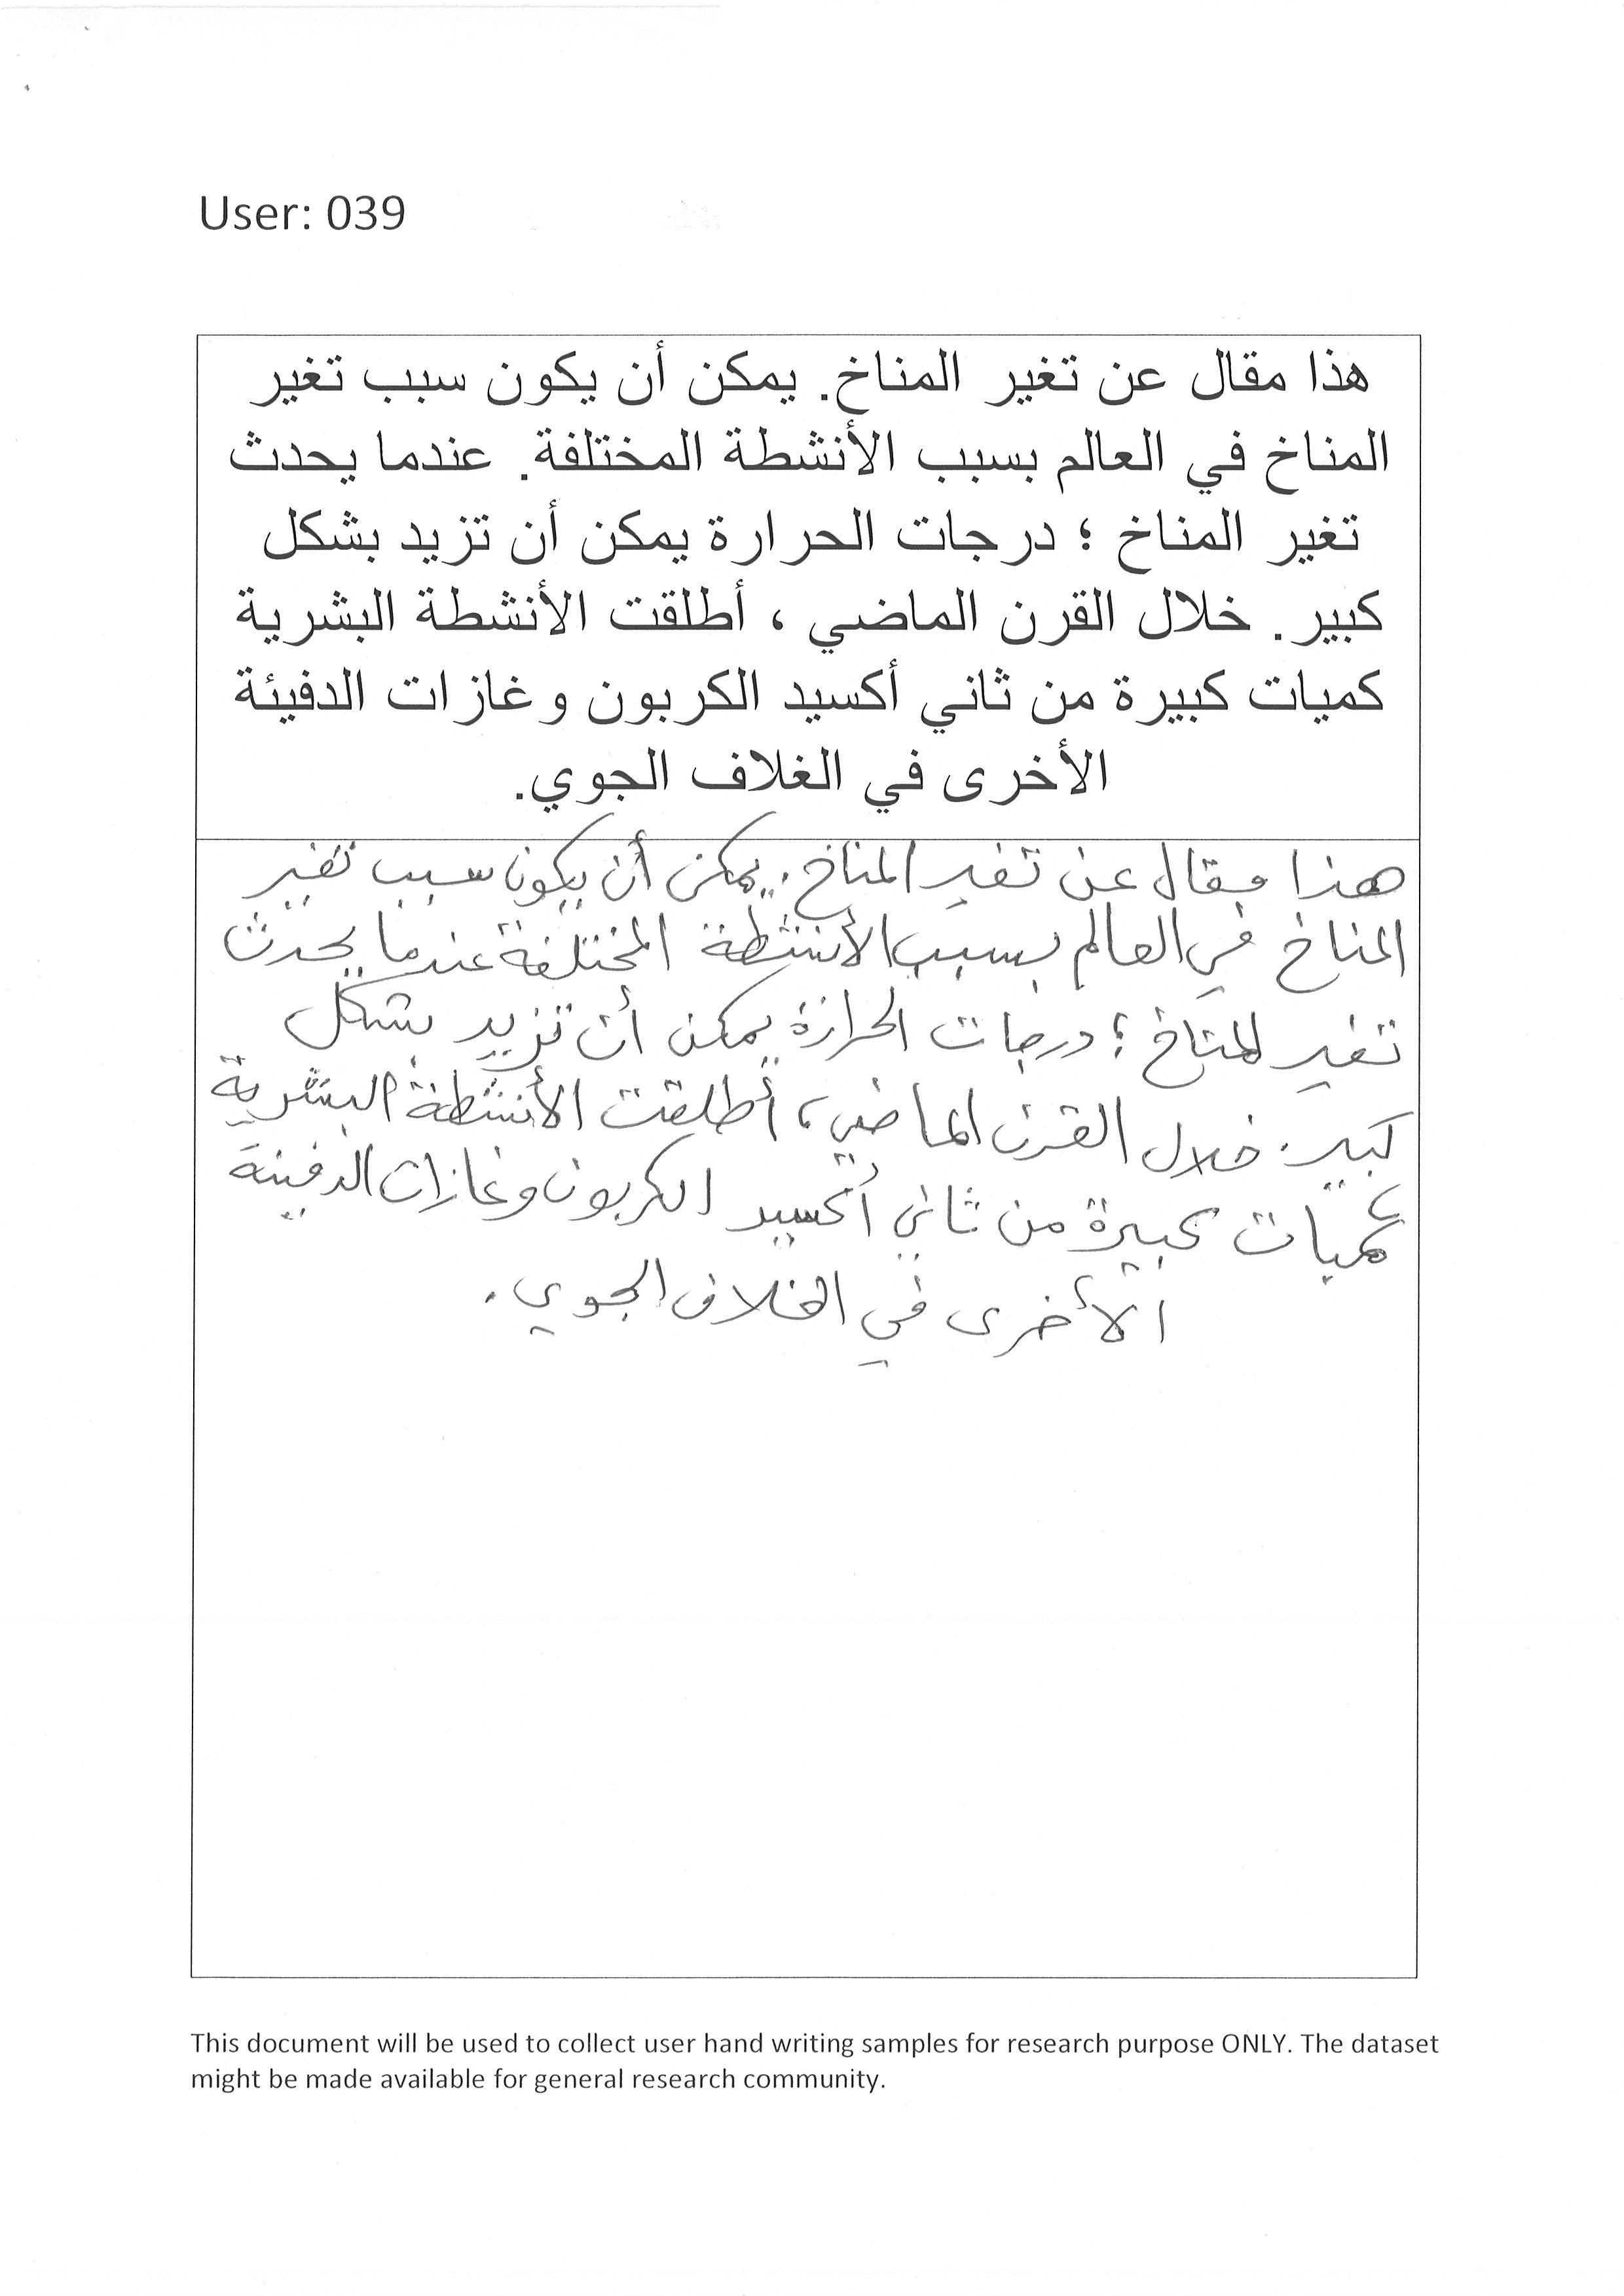 User: 039
هذا مقال عن تغير المناخ. يمكن أن يكون سبب تغير
المناخ في العالم بسبب الأنشطة المختلفة. عندما يحدث
تغير المناخ ؛ درجات الحرارة يمكن أن تزيد بشكل
كبير. خلال القرن الماضي ، أطلقت الأنشطة البشرية
كميات كبيرة من ثاني أكسيد الكربون وغازات الدفيئة
الأخرى في الغلاف الجوي.
هذا مقال عن تغير المناخ. يمكن أن يكون سبب تغير
المناخ في العالم بسبب الأنشطة المختلفة عندما يحدث
تغير المناخ ؛ درجات الحرارة يمكن أن تزيد بشكل
كبير. خلال القرن الماضي ، أطلقت الأنشطة البشرية
كميات كبيرة من ثاني أكسيد الكربون وغازات الدفيئة
الأخرى في الغلاف الجوي.
This document will be used to collect user hand writing samples for research purpose ONLY. The dataset
might be made available for general research community.